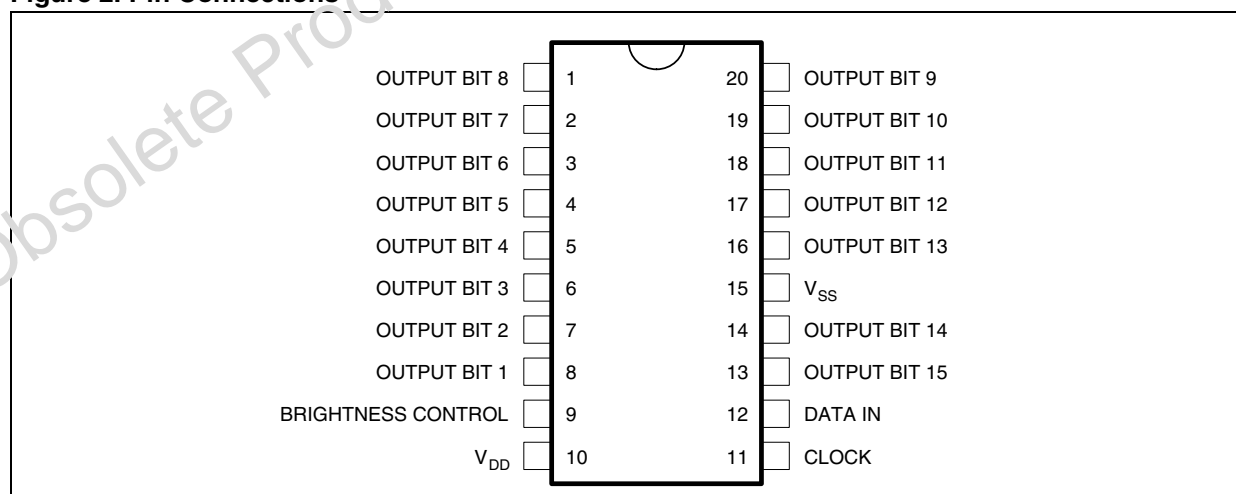 Figure 2. Pin Connections
Obsolete Prod
OUTPUT BIT 8 1 20 OUTPUT BIT 9
OUTPUT BIT 7 2 19 OUTPUT BIT 10
OUTPUT BIT 6 3 18 OUTPUT BIT 11
OUTPUT BIT 5 4 17 OUTPUT BIT 12
OUTPUT BIT 4 5 16 OUTPUT BIT 13
OUTPUT BIT 3 6 15 VSS
OUTPUT BIT 2 7 14 OUTPUT BIT 14
OUTPUT BIT 1 8 13 OUTPUT BIT 15
BRIGHTNESS CONTROL 9 12 DATA IN
VDD 10 11 CLOCK